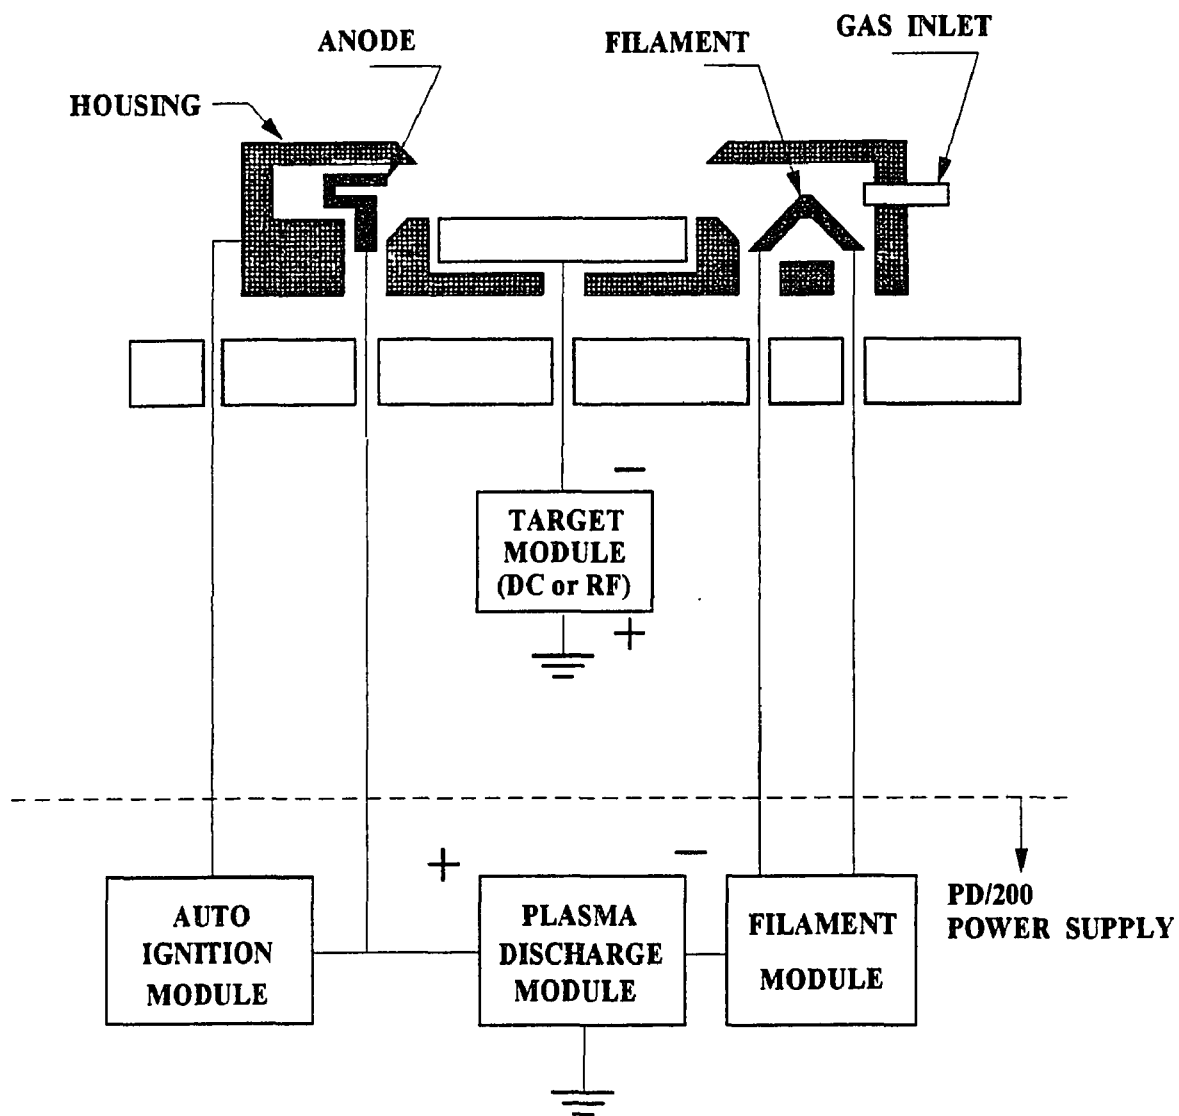 GAS INLET
ANODE
FILAMENT
HOUSING
−
TARGET
MODULE
(DC or RF)
+
+
−
AUTO
IGNITION
MODULE
PLASMA
DISCHARGE
MODULE
FILAMENT
MODULE
PD/200
POWER SUPPLY